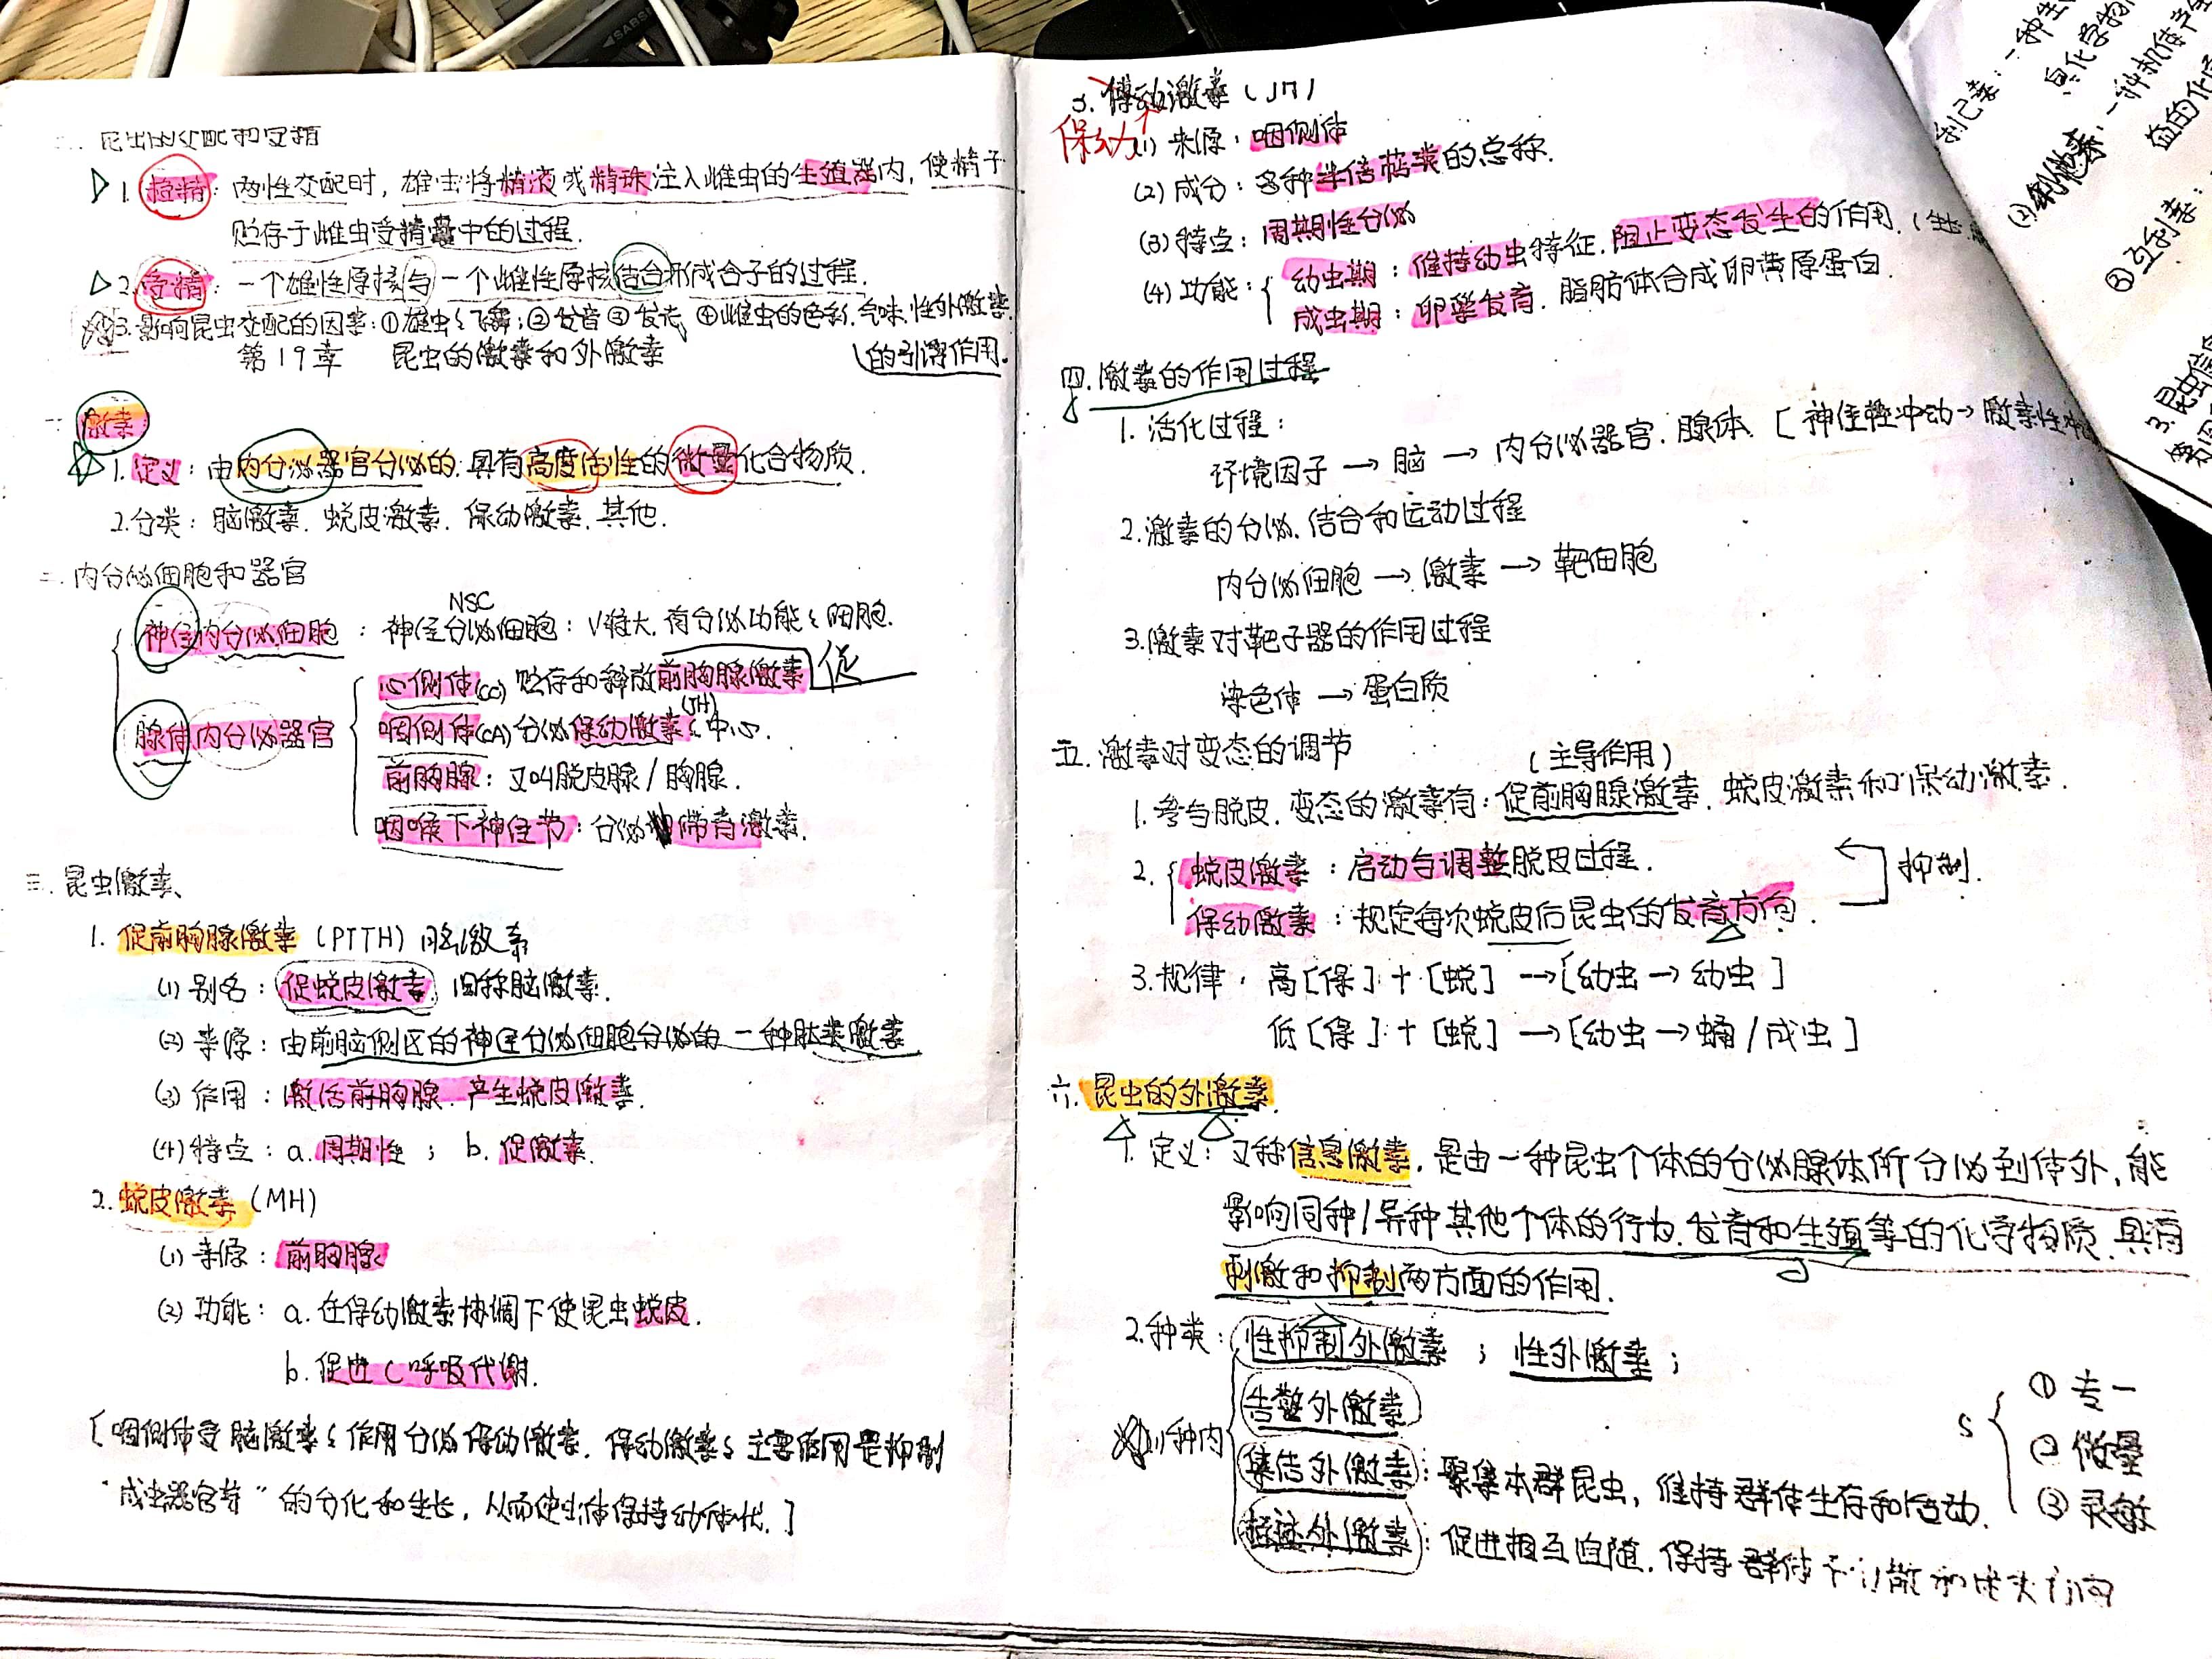 二. 昆虫的交配和受精
1. 授精: 两性交配时, 雄虫将精液或精珠注入雌虫的生殖器内, 使精子
贮存于雌虫受精囊中的过程.
2. 受精: 一个雄性原核与一个雌性原核结合形成合子的过程.
3. 影响昆虫交配的因素: ①雄虫飞舞; ②发音 ③发光 ④雌虫的色彩. 气味. 性外激素
的引诱作用.
第19章 昆虫的激素和外激素
一. 激素
1. 定义: 由内分泌器官分泌的. 具有高度活性的微量化合物质.
2. 分类: 脑激素. 蜕皮激素. 保幼激素. 其他.
二. 内分泌细胞和器官
NSC
神经内分泌细胞: 神经分泌细胞: V较大. 有分泌功能之细胞.
腺体内分泌器官
心侧体(CC) 贮存和释放前胸腺激素 促
咽侧体(CA) 分泌保幼激素(JH)之中心.
前胸腺: 又叫脱皮腺/胸腺.
咽喉下神经节: 分泌滞育激素.
三. 昆虫激素
1. 促前胸腺激素 (PTTH) 脑激素
(1) 别名: 促蜕皮激素. 旧称脑激素.
(2) 来源: 由前脑侧区的神经分泌细胞分泌的一种肽类激素
(3) 作用: 激活前胸腺. 产生蜕皮激素.
(4) 特点: a. 周期性; b. 促激素.
2. 蜕皮激素 (MH)
(1) 来源: 前胸腺
(2) 功能: a. 在保幼激素协调下使昆虫蜕皮.
b. 促进C呼吸代谢.
[咽侧体受脑激素之作用分泌保幼激素. 保幼激素之主要作用是抑制
"成虫器官芽" 的分化和生长, 从而使虫体保持幼体状.]
3. 激素 (JH)
保幼
(1) 来源: 咽侧体
(2) 成分: 多种半倍萜类的总称.
(3) 特点: 周期性分泌
(4) 功能: 幼虫期: 维持幼虫特征. 阻止变态发生的作用. (
成虫期: 卵巢发育. 脂肪体合成卵黄原蛋白.
四. 激素的作用过程
1. 活化过程:
环境因子 → 脑 → 内分泌器官. 腺体. [神经性冲动 → 激素性冲
2. 激素的分泌. 结合和运动过程
内分泌细胞 → 激素 → 靶细胞
3. 激素对靶子器的作用过程
染色体 → 蛋白质
五. 激素对变态的调节
(主导作用)
1. 参与脱皮. 变态的激素有: 促前胸腺激素. 蜕皮激素和保幼激素.
2. 蜕皮激素: 启动与调整脱皮过程.
保幼激素: 规定每次蜕皮后昆虫的发育方向.
抑制.
3. 规律. 高[保] + [蜕] → [幼虫 → 幼虫]
低[保] + [蜕] → [幼虫 → 蛹/成虫]
六. 昆虫的外激素.
1. 定义: 又称信息激素. 是由一种昆虫个体的分泌腺体所分泌到体外, 能
影响同种/异种其他个体的行为. 发育和生殖等的化学物质. 具有
刺激和抑制两方面的作用.
2. 种类: 性抑制外激素; 性外激素;
(1) 种内
告警外激素
集结外激素: 聚集本群昆虫, 维持群体生存和活动.
标迹外激素: 促进相互追随. 保持群体不
S
① 专一
② 微量
③ 灵敏
利己素: 一种生
息化学物
(2) 利他素: 一种机体产生
益的化
③ 互利素: